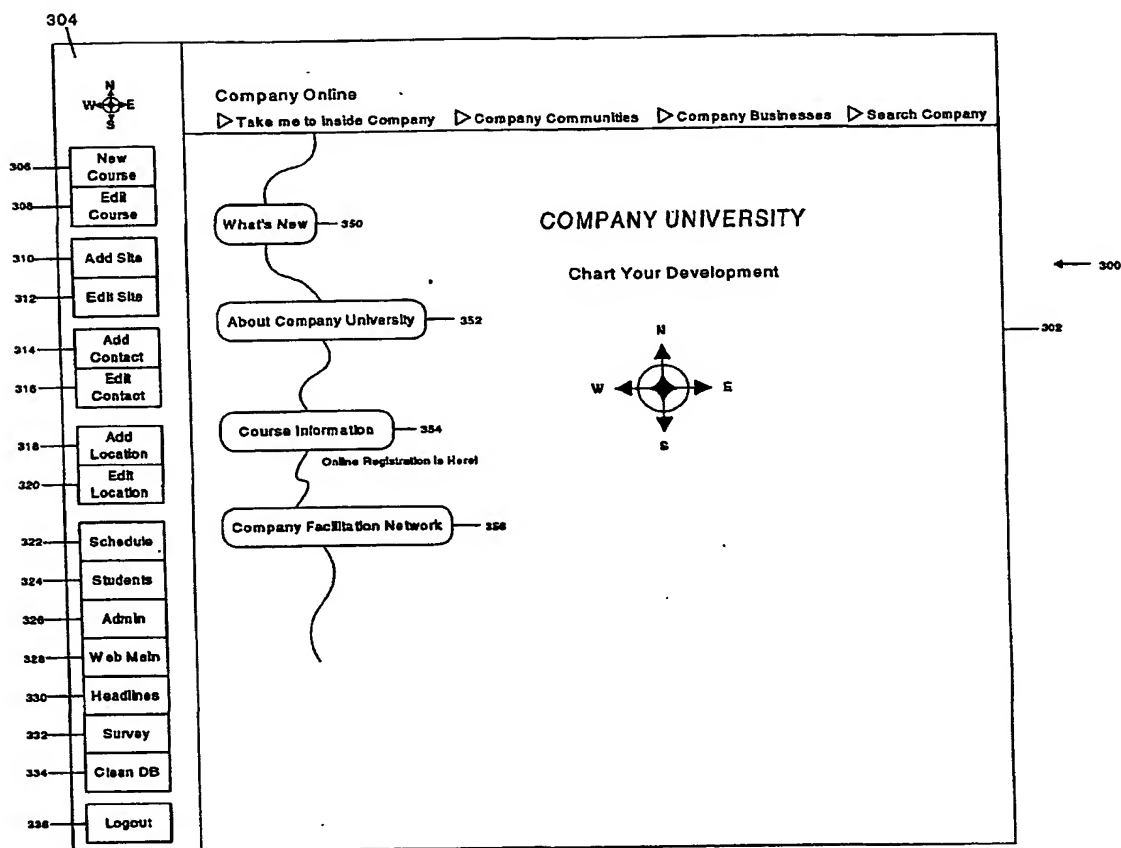 304
N
W E
S
Company Online
▷ Take me to Inside Company ▷ Company Communities ▷ Company Businesses ▷ Search Company
306
New
Course
308
Edit
Course
310
Add Site
312
Edit Site
314
Add
Contact
316
Edit
Contact
318
Add
Location
320
Edit
Location
322
Schedule
324
Students
326
Admin
328
Web Main
330
Headlines
332
Survey
334
Clean DB
336
Logout
What's New
350
About Company University
352
Course Information
354
Online Registration is Here!
Company Facilitation Network
356
COMPANY UNIVERSITY
Chart Your Development
N
W E
S
300
302